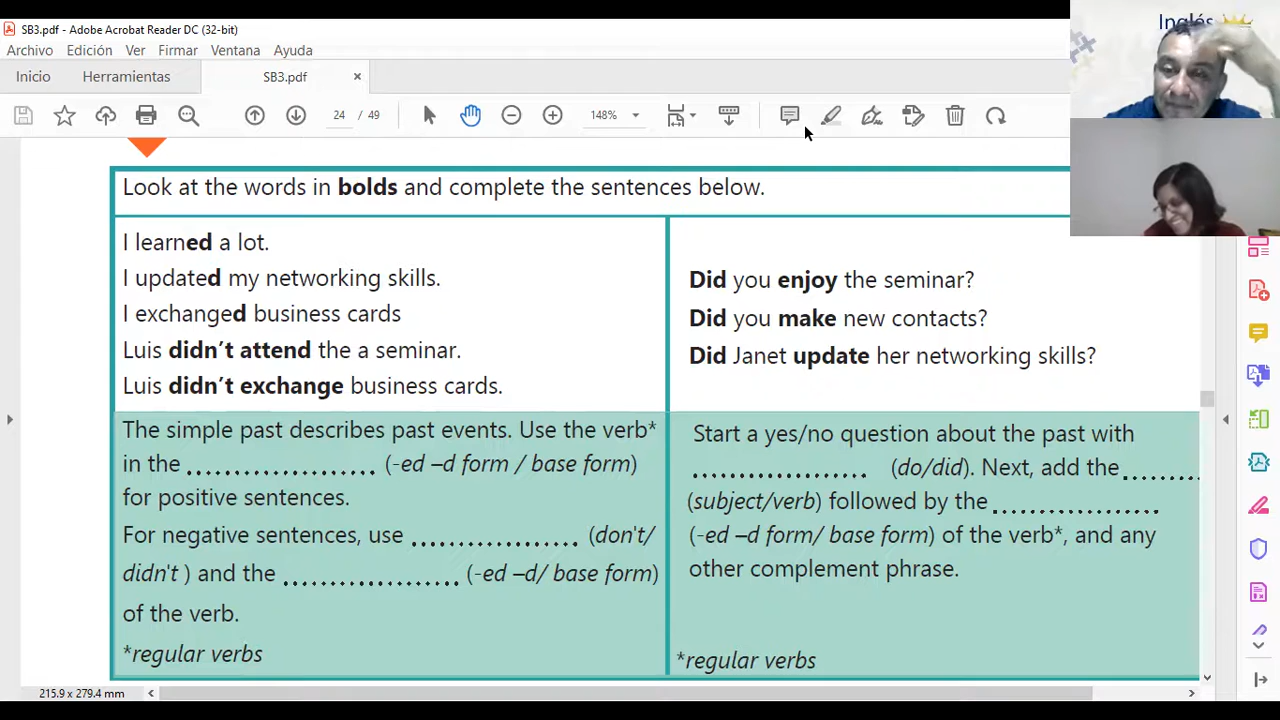 SB3.pdf - Adobe Acrobat Reader DC (32-bit)
Inglés
Archivo Edición Ver Firmar Ventana Ayuda
Inicio Herramientas SB3.pdf ×
24 / 49 148%
Look at the words in bolds and complete the sentences below.
I learned a lot.
I updated my networking skills.
I exchanged business cards
Luis didn't attend the a seminar.
Luis didn't exchange business cards.
Did you enjoy the seminar?
Did you make new contacts?
Did Janet update her networking skills?
The simple past describes past events. Use the verb*
in the .................. (-ed –d form / base form)
for positive sentences.
For negative sentences, use ................ (don't/
didn't ) and the ................. (-ed –d/ base form)
of the verb.
*regular verbs
Start a yes/no question about the past with
................. (do/did). Next, add the ........
(subject/verb) followed by the ................
(-ed –d form/ base form) of the verb*, and any
other complement phrase.
*regular verbs
215.9 x 279.4 mm